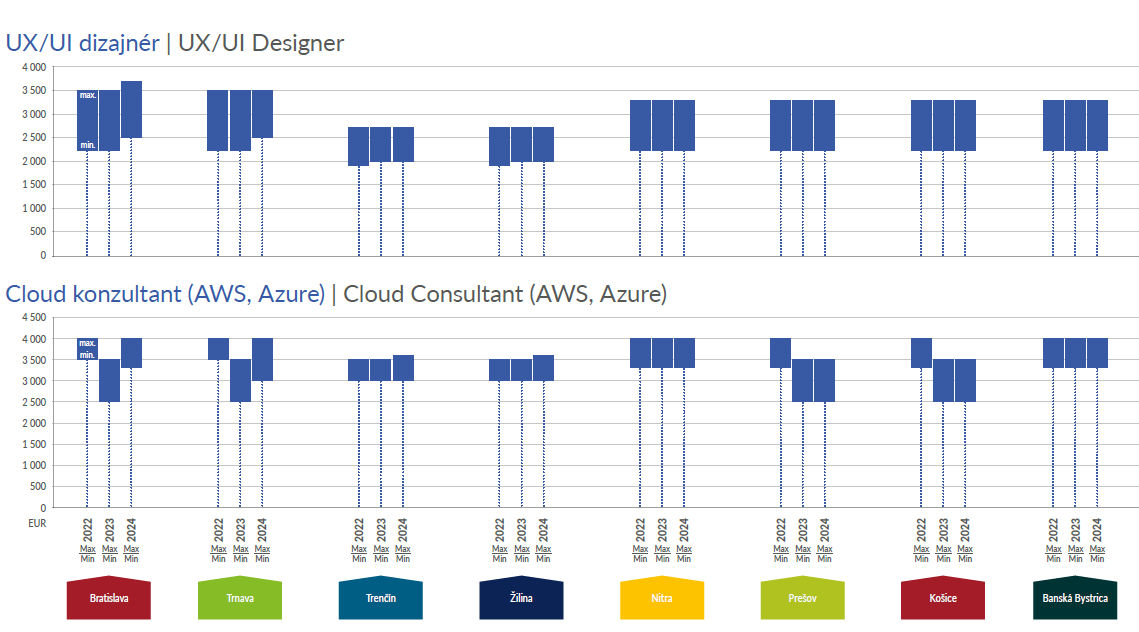 UX/UI dizajnér | UX/UI Designer
4 000
3 500
3 000
2 500
2 000
1 500
1 000
500
0
max.
min.
Cloud konzultant (AWS, Azure) | Cloud Consultant (AWS, Azure)
4 500
4 000
3 500
3 000
2 500
2 000
1 500
1 000
500
0
EUR
max.
min.
2022 2023 2024 2022 2023 2024 2022 2023 2024 2022 2023 2024 2022 2023 2024 2022 2023 2024 2022 2023 2024 2022 2023 2024
Max Max Max Max Max Max Max Max Max Max Max Max Max Max Max Max Max Max Max Max Max Max Max Max
Min Min Min Min Min Min Min Min Min Min Min Min Min Min Min Min Min Min Min Min Min Min Min Min
Bratislava Trnava Trenčín Žilina Nitra Prešov Košice Banská Bystrica